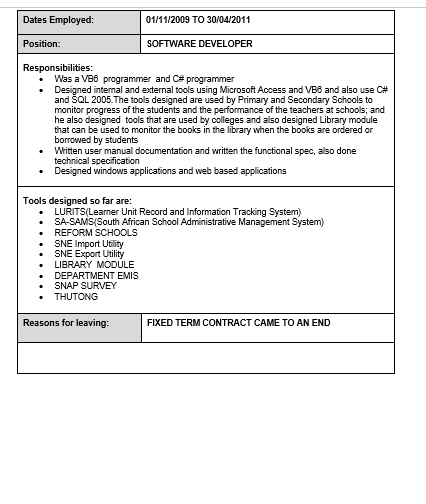 Dates Employed: 01/11/2009 TO 30/04/2011
Position: SOFTWARE DEVELOPER
Responsibilities:
• Was a VB6 programmer and C# programmer
• Designed internal and external tools using Microsoft Access and VB6 and also use C#
and SQL 2005.The tools designed are used by Primary and Secondary Schools to
monitor progress of the students and the performance of the teachers at schools; and
he also designed tools that are used by colleges and also designed Library module
that can be used to monitor the books in the library when the books are ordered or
borrowed by students
• Written user manual documentation and written the functional spec, also done
technical specification
• Designed windows applications and web based applications
Tools designed so far are:
• LURITS(Learner Unit Record and Information Tracking System)
• SA-SAMS(South African School Administrative Management System)
• REFORM SCHOOLS
• SNE Import Utility
• SNE Export Utility
• LIBRARY MODULE
• DEPARTMENT EMIS
• SNAP SURVEY
• THUTONG
Reasons for leaving: FIXED TERM CONTRACT CAME TO AN END